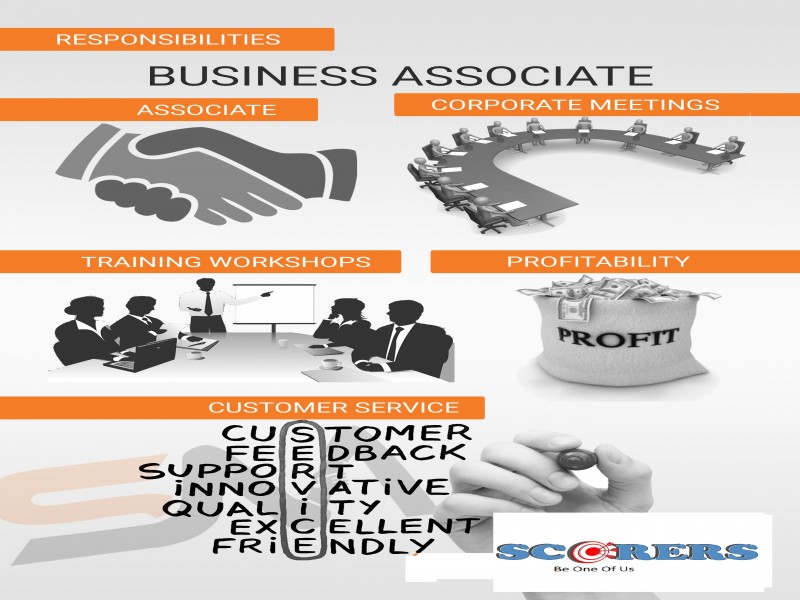 RESPONSIBILITIES
BUSINESS ASSOCIATE
ASSOCIATE
CORPORATE MEETINGS
TRAINING WORKSHOPS
PROFITABILITY
PROFIT
CUSTOMER SERVICE
CUSTOMER
FEEDBACK
SUPPORT
iNNOVATiVE
QUALiTY
EXCELLENT
FRiENDLY
SCORERS
Be One Of Us